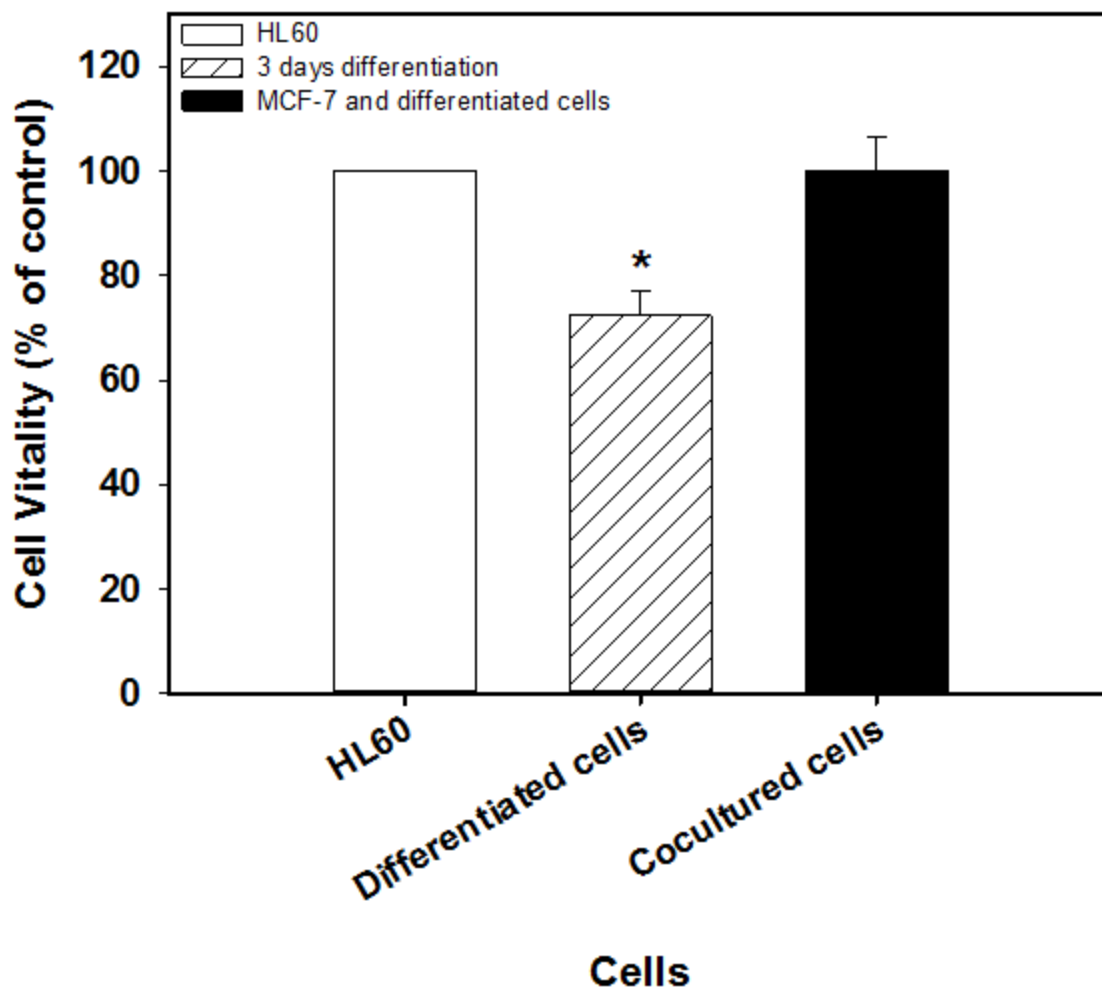 HL60
3 days differentiation
MCF-7 and differentiated cells
Cell Vitality (% of control)
120
100
80
60
40
20
0
*
HL60
Differentiated cells
Cocultured cells
Cells